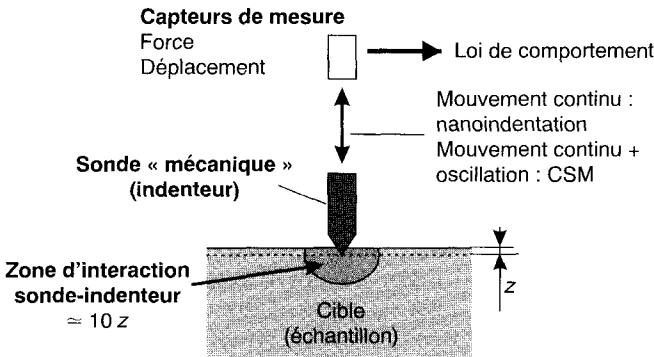 Capteurs de mesure
Force
Déplacement
Loi de comportement
Mouvement continu :
nanoindentation
Mouvement continu +
oscillation : CSM
Sonde « mécanique »
(indenteur)
Zone d'interaction
sonde-indenteur
≃ 10 z
Cible
(échantillon)
z